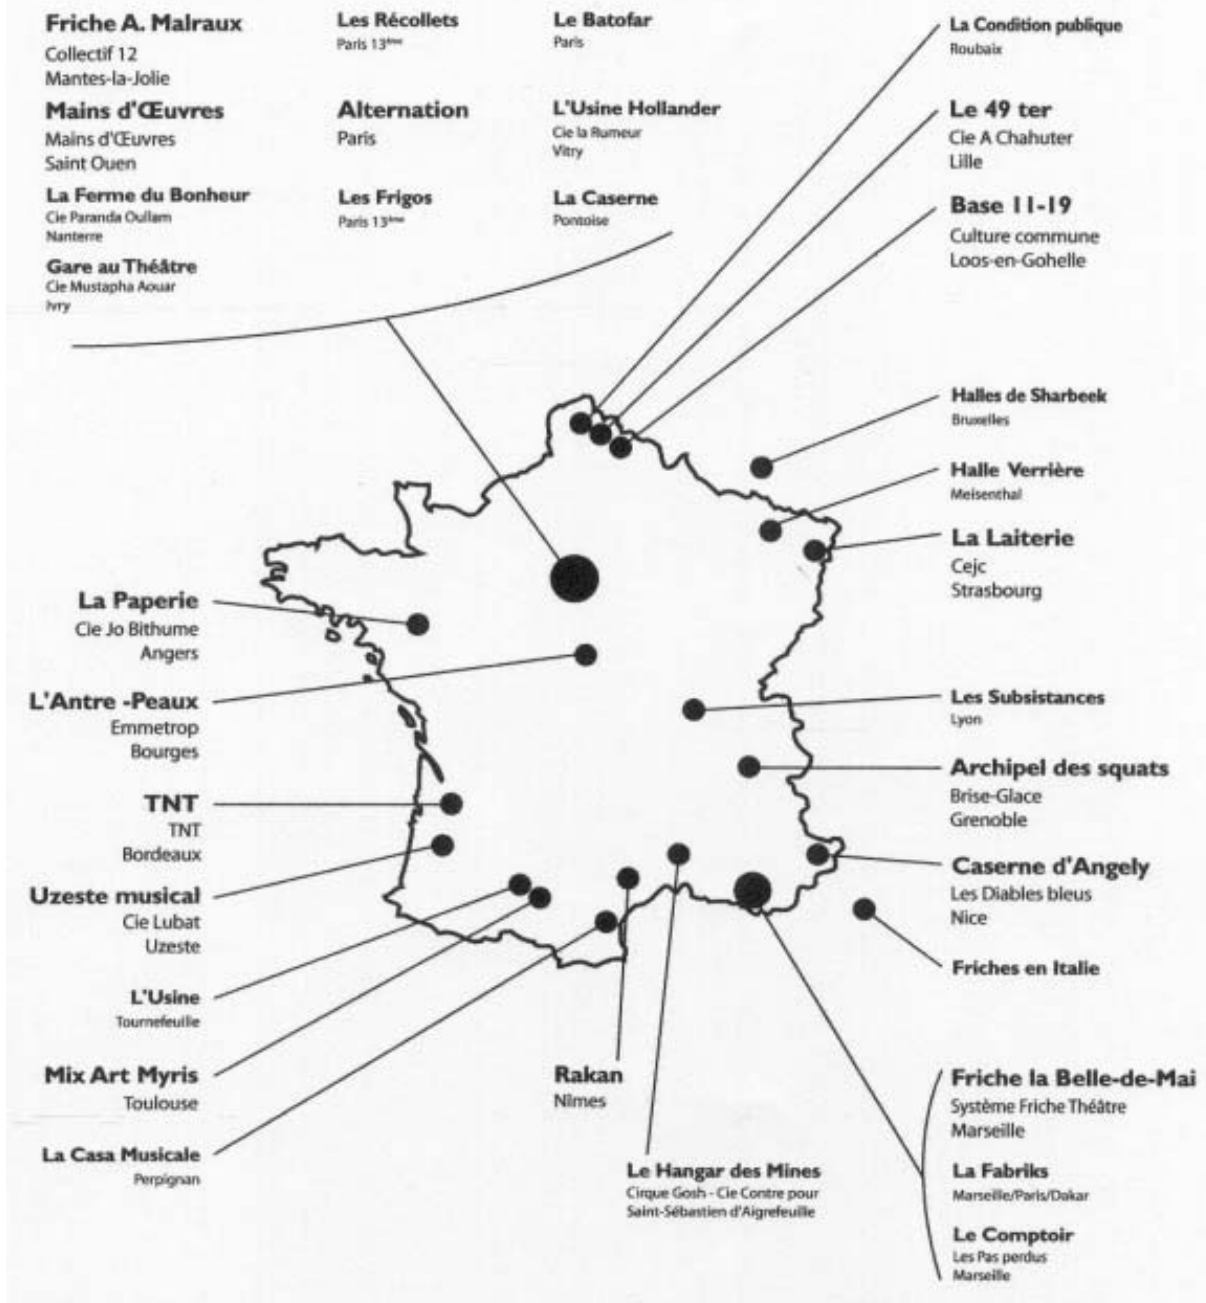 Friche A. Malraux
Collectif 12
Mantes-la-Jolie
Mains d'Œuvres
Mains d'Œuvres
Saint Ouen
La Ferme du Bonheur
Cie Paranda Oullam
Nanterre
Gare au Théâtre
Cie Mustapha Aouar
Ivry
Les Récollets
Paris 13ème
Alternation
Paris
Les Frigos
Paris 13ème
Le Batofar
Paris
L'Usine Hollander
Cie la Rumeur
Vitry
La Caserne
Pontoise
La Condition publique
Roubaix
Le 49 ter
Cie A Chahuter
Lille
Base 11-19
Culture commune
Loos-en-Gohelle
Halles de Sharbeek
Bruxelles
Halle Verrière
Meisenthal
La Laiterie
Cejc
Strasbourg
La Paperie
Cie Jo Bithume
Angers
L'Antre -Peaux
Emmetrop
Bourges
TNT
TNT
Bordeaux
Uzeste musical
Cie Lubat
Uzeste
L'Usine
Tournefeuille
Mix Art Myris
Toulouse
La Casa Musicale
Perpignan
Les Subsistances
Lyon
Archipel des squats
Brise-Glace
Grenoble
Caserne d'Angely
Les Diables bleus
Nice
Friches en Italie
Rakan
Nîmes
Le Hangar des Mines
Cirque Gosh - Cie Contre pour
Saint-Sébastien d'Aigrefeuille
Friche la Belle-de-Mai
Système Friche Théâtre
Marseille
La Fabriks
Marseille/Paris/Dakar
Le Comptoir
Les Pas perdus
Marseille